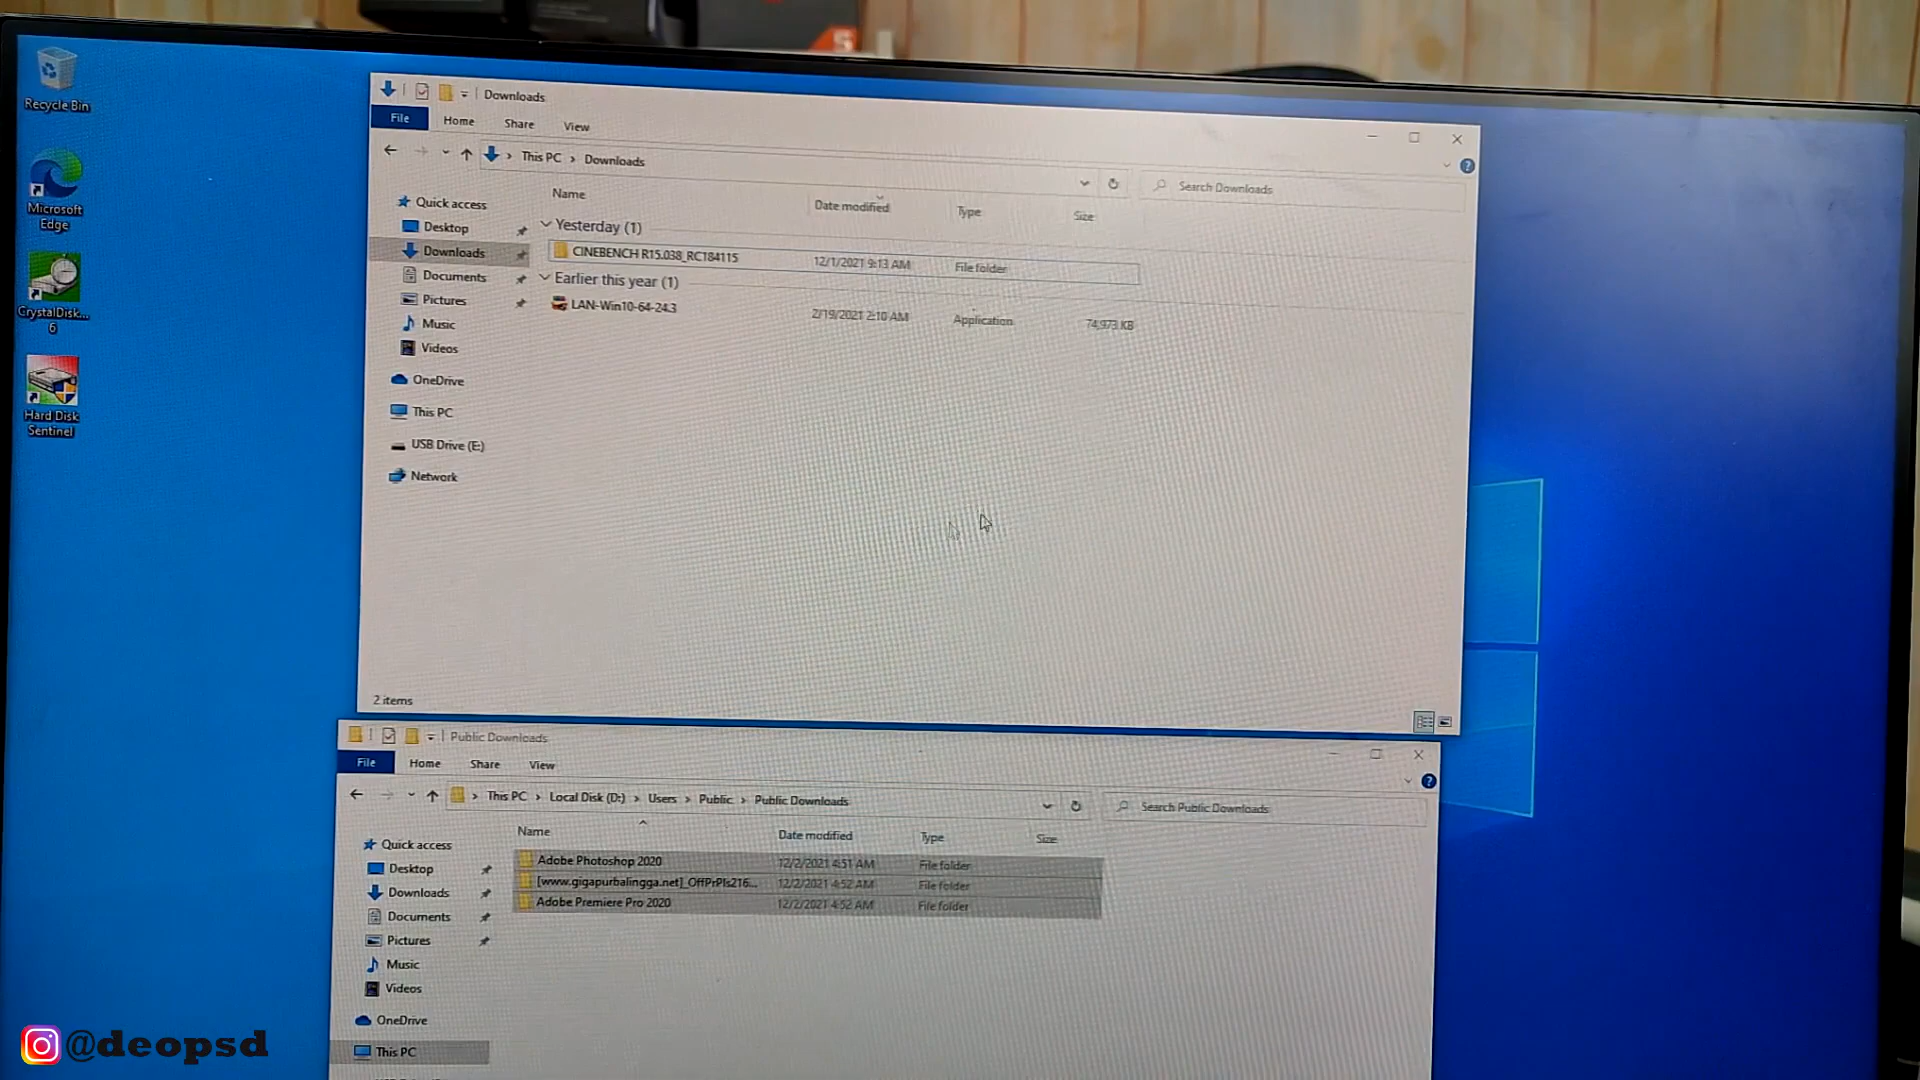 Recycle Bin
Microsoft
Edge
CrystalDisk...
6
Hard Disk
Sentinel
Downloads
File Home Share View
This PC > Downloads
Search Downloads
Quick access
Desktop
Downloads
Documents
Pictures
Music
Videos
OneDrive
This PC
USB Drive (E:)
Network
Name Date modified Type Size
Yesterday (1)
CINEBENCH R15.038_RC184115 12/1/2021 9:13 AM File folder
Earlier this year (1)
LAN-Win10-64-24.3 2/19/2021 2:10 AM Application 74,973 KB
2 items
Public Downloads
File Home Share View
This PC > Local Disk (D:) > Users > Public > Public Downloads
Search Public Downloads
Quick access
Desktop
Downloads
Documents
Pictures
Music
Videos
OneDrive
This PC
Name Date modified Type Size
Adobe Photoshop 2020 12/2/2021 4:51 AM File folder
[www.gigapurbalingga.net]_OffPrPls216... 12/2/2021 4:52 AM File folder
Adobe Premiere Pro 2020 12/2/2021 4:52 AM File folder
@deopsd